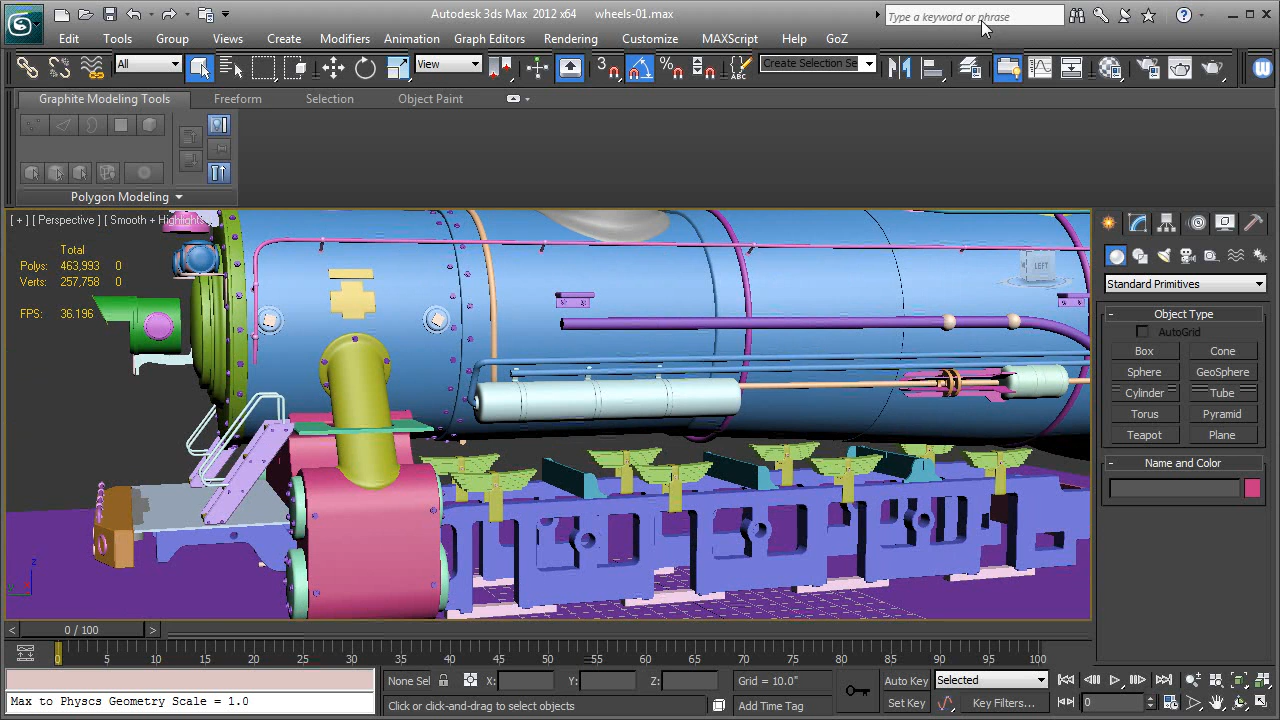 Autodesk 3ds Max 2012 x64 wheels-01.max
Type a keyword or phrase
Edit Tools Group Views Create Modifiers Animation Graph Editors Rendering Customize MAXScript Help GoZ
All
View
3
ABC
Create Selection Se
Graphite Modeling Tools Freeform Selection Object Paint
Polygon Modeling
[ + ] [ Perspective ] [ Smooth + Highlights
Total
Polys: 463,993 0
Verts: 257,758 0
FPS: 36.196
LEFT
z
Standard Primitives
- Object Type
AutoGrid
Box Cone
Sphere GeoSphere
Cylinder Tube
Torus Pyramid
Teapot Plane
- Name and Color
< 0 / 100 >
0 5 10 15 20 25 30 35 40 45 50 55 60 65 70 75 80 85 90 95 100
None Sel X: Y: Z: Grid = 10.0" Auto Key Selected
Max to Physcs Geometry Scale = 1.0
Click or click-and-drag to select objects Add Time Tag Set Key Key Filters... 0